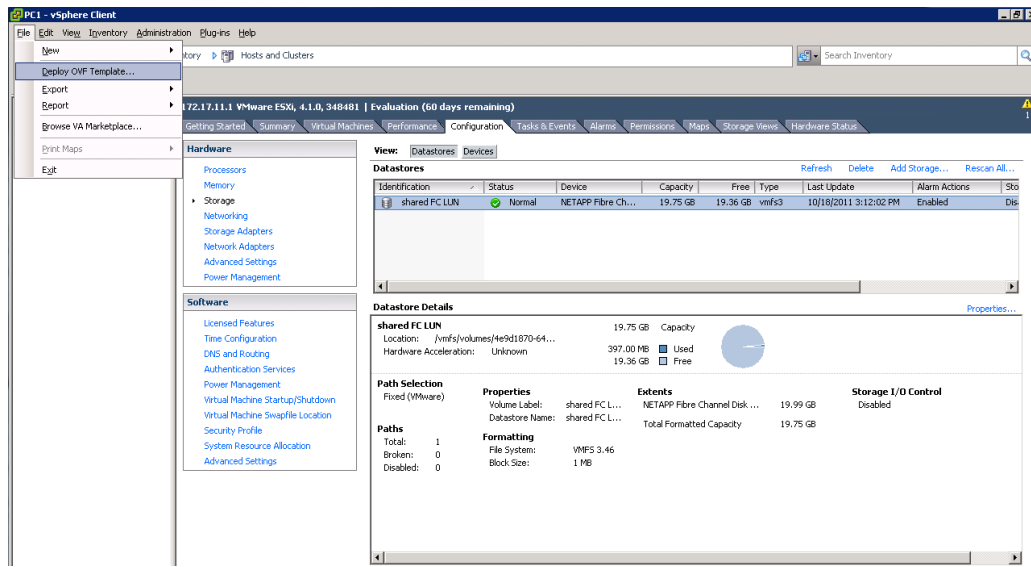 PC1 - vSphere Client
File Edit View Inventory Administration Plug-ins Help
New
Deploy OVF Template...
Export
Report
Browse VA Marketplace...
Print Maps
Exit
Hosts and Clusters
Search Inventory
172.17.11.1 VMware ESXi, 4.1.0, 348481 | Evaluation (60 days remaining)
Getting Started Summary Virtual Machines Performance Configuration Tasks & Events Alarms Permissions Maps Storage Views Hardware Status
Hardware
Processors
Memory
Storage
Networking
Storage Adapters
Network Adapters
Advanced Settings
Power Management
Software
Licensed Features
Time Configuration
DNS and Routing
Authentication Services
Power Management
Virtual Machine Startup/Shutdown
Virtual Machine Swapfile Location
Security Profile
System Resource Allocation
Advanced Settings
View: Datastores Devices
Datastores
Refresh Delete Add Storage... Rescan All...
Identification Status Device Capacity Free Type Last Update Alarm Actions Sto
shared FC LUN Normal NETAPP Fibre Ch... 19.75 GB 19.36 GB vmfs3 10/18/2011 3:12:02 PM Enabled Dis
Datastore Details
Properties...
shared FC LUN 19.75 GB Capacity
Location: /vmfs/volumes/4e9d1870-64...
Hardware Acceleration: Unknown
397.00 MB Used
19.36 GB Free
Path Selection
Fixed (VMware)
Paths
Total: 1
Broken: 0
Disabled: 0
Properties
Volume Label: shared FC L...
Datastore Name: shared FC L...
Formatting
File System: VMFS 3.46
Block Size: 1 MB
Extents
NETAPP Fibre Channel Disk ... 19.99 GB
Total Formatted Capacity 19.75 GB
Storage I/O Control
Disabled